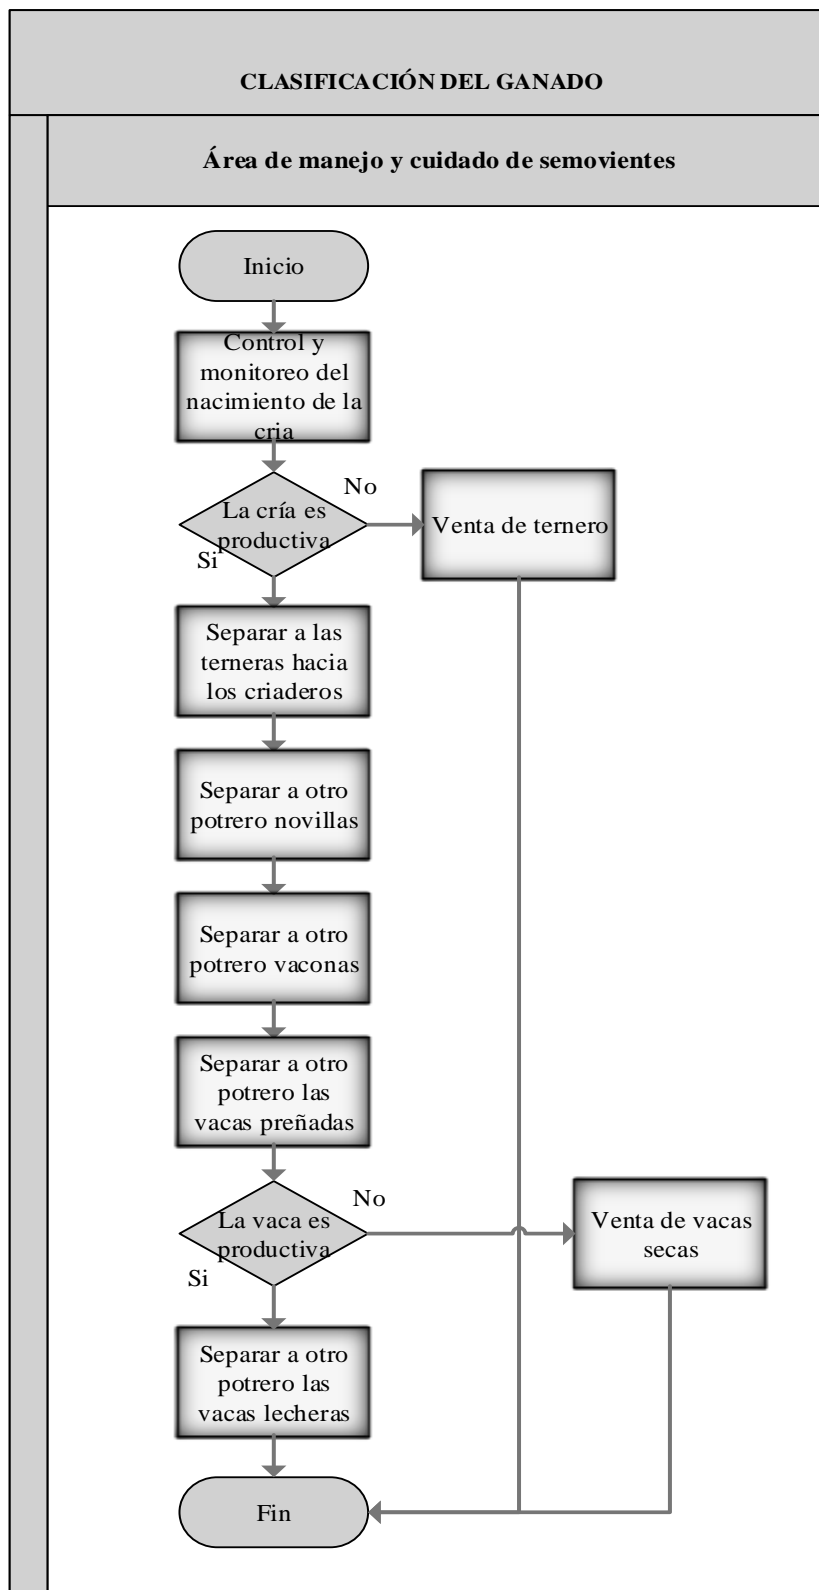 CLASIFICACIÓN DEL GANADO
Área de manejo y cuidado de semovientes
Inicio
Control y
monitoreo del
nacimiento de la
cria
No
La cría es
productiva
Si
Venta de ternero
Separar a las
terneras hacia
los criaderos
Separar a otro
potrero novillas
Separar a otro
potrero vaconas
Separar a otro
potrero las
vacas preñadas
No
La vaca es
productiva
Si
Venta de vacas
secas
Separar a otro
potrero las
vacas lecheras
Fin